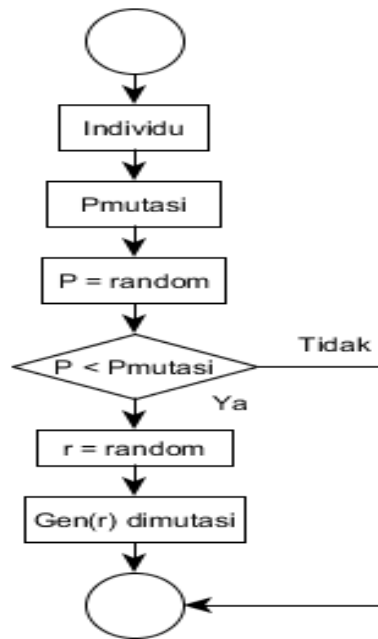 Individu
Pmutasi
P = random
P < Pmutasi
Tidak
Ya
r = random
Gen(r) dimutasi